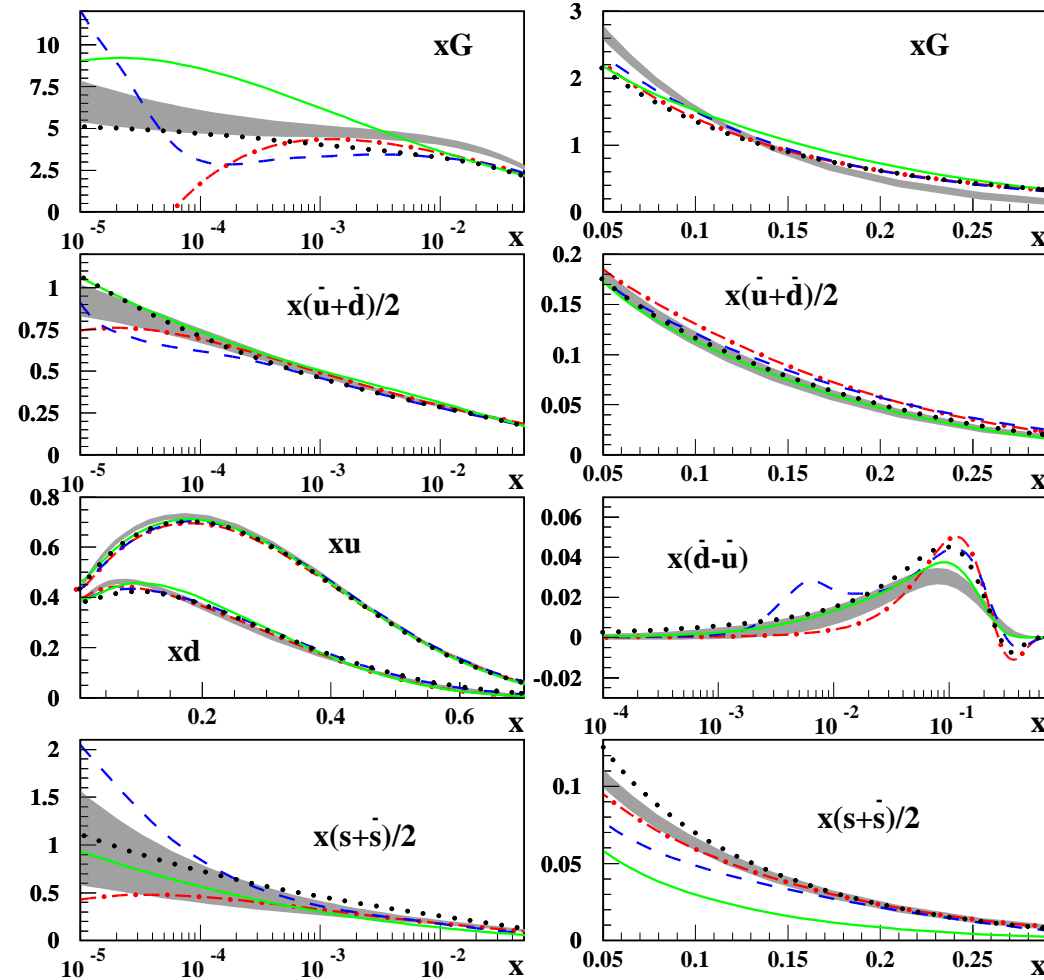 xG
10
7.5
5
2.5
0
10⁻⁵ 10⁻⁴ 10⁻³ 10⁻² x
xG
3
2
1
0
0.05 0.1 0.15 0.2 0.25 x
x(ū+d̄)/2
1
0.75
0.5
0.25
0
10⁻⁵ 10⁻⁴ 10⁻³ 10⁻² x
x(ū+d̄)/2
0.2
0.15
0.1
0.05
0
0.05 0.1 0.15 0.2 0.25 x
0.8
0.6
0.4
0.2
0
xu
xd
0.2 0.4 0.6 x
x(d̄-ū)
0.06
0.04
0.02
0
-0.02
10⁻⁴ 10⁻³ 10⁻² 10⁻¹ x
x(s+s̄)/2
2
1.5
1
0.5
0
10⁻⁵ 10⁻⁴ 10⁻³ 10⁻² x
x(s+s̄)/2
0.1
0.05
0
0.05 0.1 0.15 0.2 0.25 x